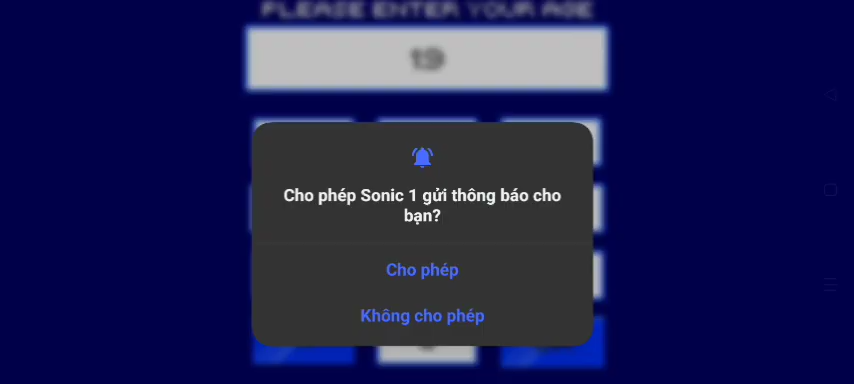 PLEASE ENTER YOUR AGE
19
Cho phép Sonic 1 gửi thông báo cho
bạn?
Cho phép
Không cho phép